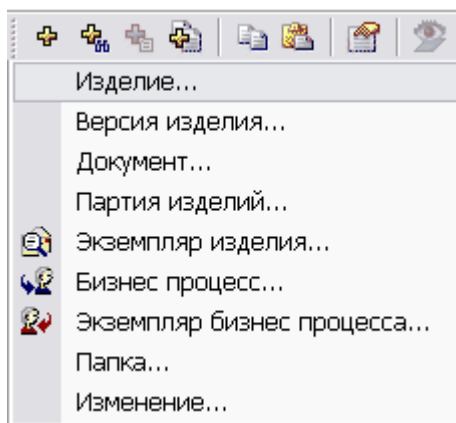 Изделие...
Версия изделия...
Документ...
Партия изделий...
Экземпляр изделия...
Бизнес процесс...
Экземпляр бизнес процесса...
Папка...
Изменение...